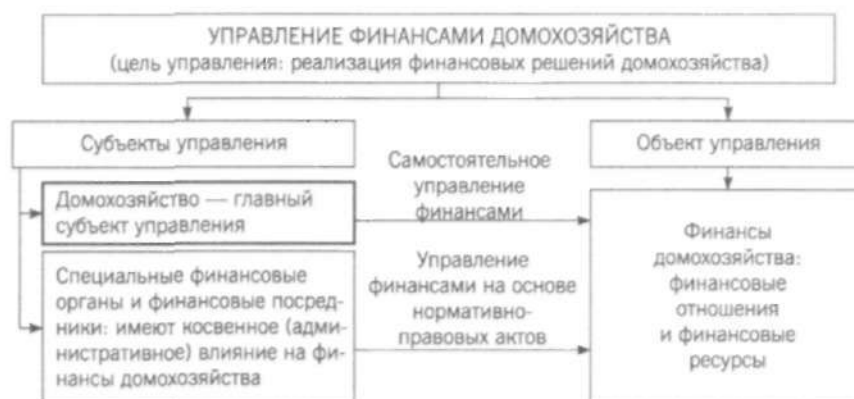 УПРАВЛЕНИЕ ФИНАНСАМИ ДОМОХОЗЯЙСТВА
(цель управления: реализация финансовых решений домохозяйства)
Субъекты управления
Объект управления
Домохозяйство — главный
субъект управления
Самостоятельное
управление
финансами
Специальные финансовые
органы и финансовые посред-
ники: имеют косвенное (адми-
нистративное) влияние на фи-
нансы домохозяйства
Управление
финансами на основе
нормативно-
правовых актов
Финансы
домохозяйства:
финансовые
отношения
и финансовые
ресурсы